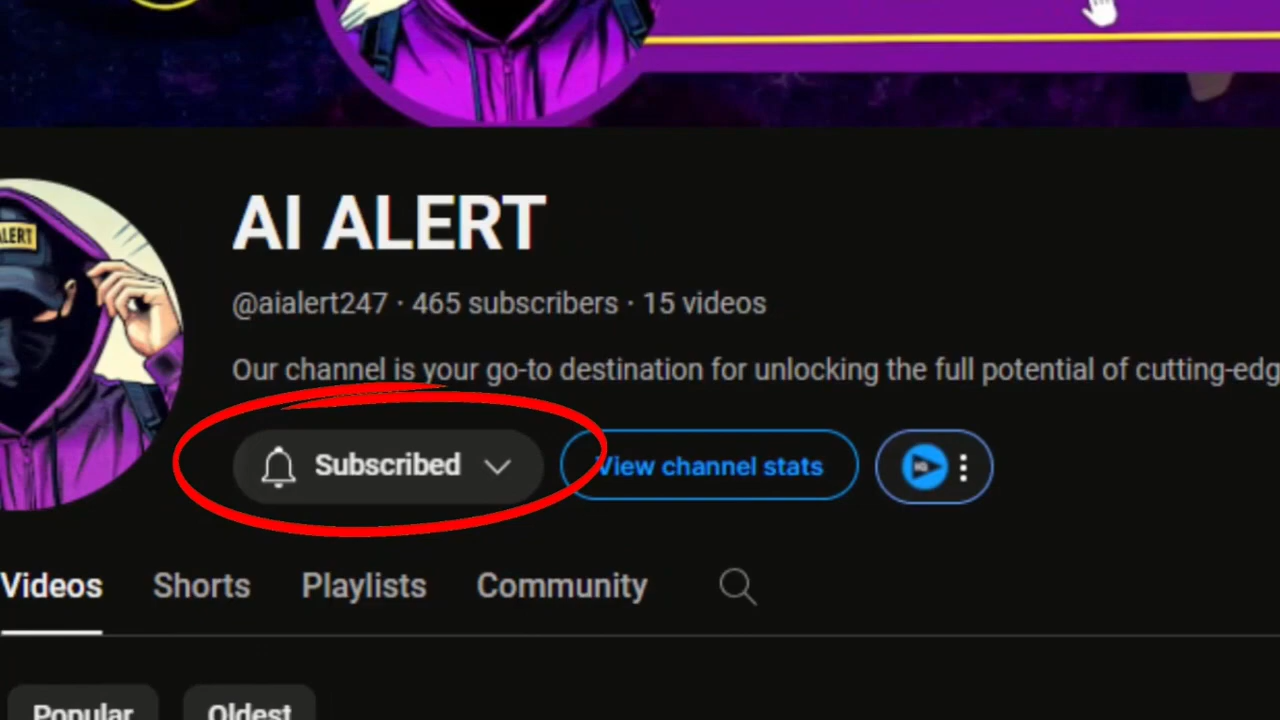 ALERT
AI ALERT
@aialert247 · 465 subscribers · 15 videos
Our channel is your go-to destination for unlocking the full potential of cutting-edg
Subscribed
View channel stats
Videos
Shorts
Playlists
Community
Popular
Oldest